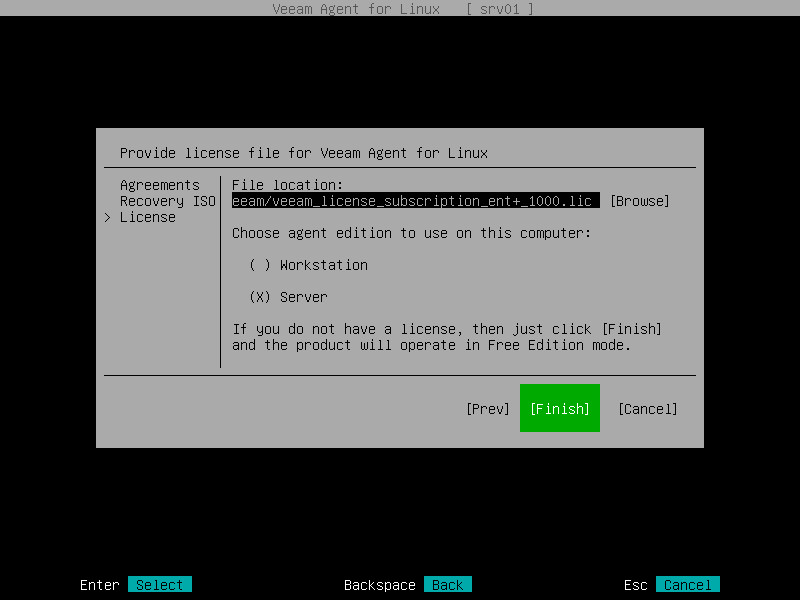 Veeam Agent for Linux [ srv01 ]
Provide license file for Veeam Agent for Linux
Agreements
Recovery ISO
> License
File location:
eeam/veeam_license_subscription_ent+_1000.lic [Browse]
Choose agent edition to use on this computer:
( ) Workstation
(X) Server
If you do not have a license, then just click [Finish]
and the product will operate in Free Edition mode.
[Prev] [Finish] [Cancel]
Enter Select Backspace Back Esc Cancel